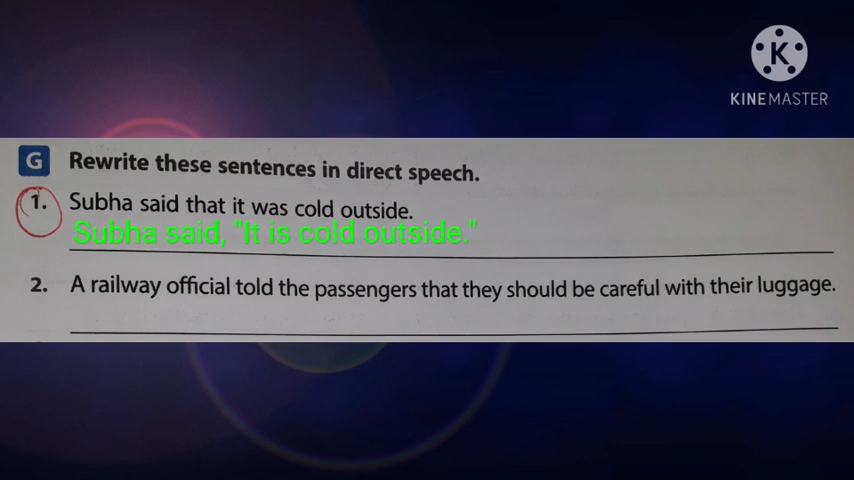 K
KINEMASTER
G Rewrite these sentences in direct speech.
1. Subha said that it was cold outside.
Subha said, "It is cold outside."
2. A railway official told the passengers that they should be careful with their luggage.